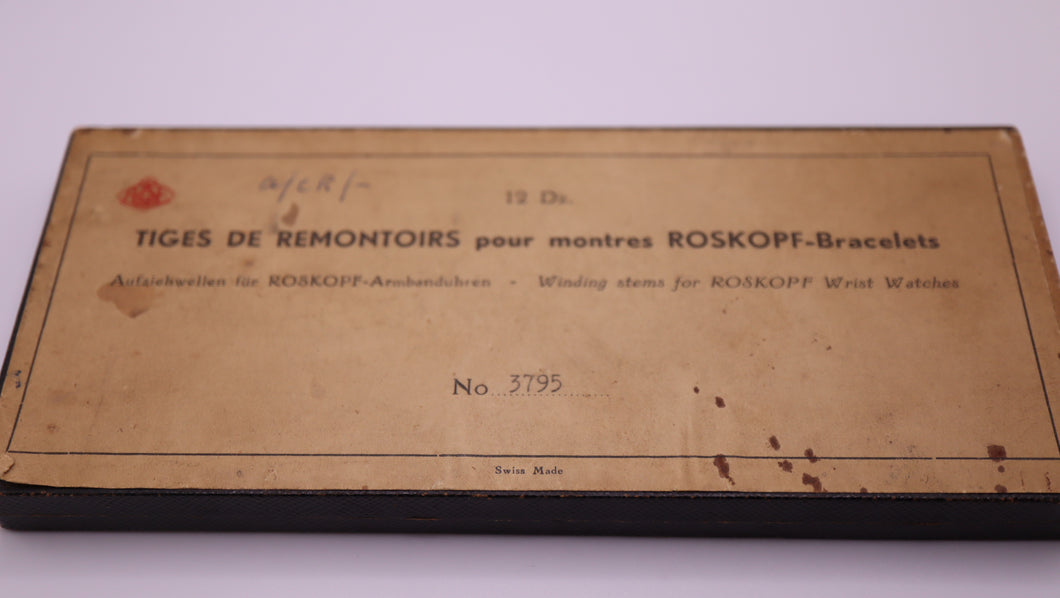 12 Dz.
TIGES DE REMONTOIRS pour montres ROSKOPF-Bracelets
Aufziehwellen für ROSKOPF-Armbanduhren - Winding stems for ROSKOPF Wrist Watches
No 3795
Swiss Made